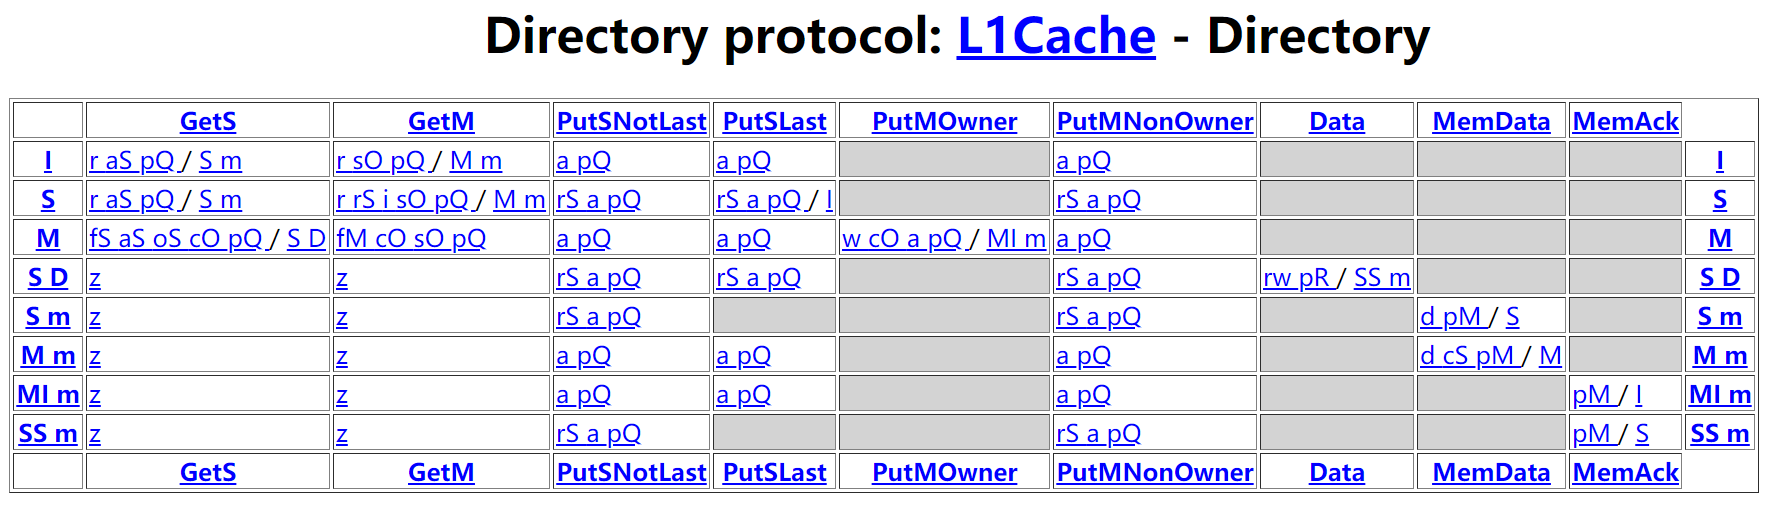 Directory protocol: L1Cache - Directory
GetS GetM PutSNotLast PutSLast PutMOwner PutMNonOwner Data MemData MemAck
I r aS pQ / S m r sO pQ / M m a pQ a pQ a pQ I
S r aS pQ / S m r rS i sO pQ / M m rS a pQ rS a pQ / I rS a pQ S
M fS aS oS cO pQ / S D fM cO sO pQ a pQ a pQ w cO a pQ / MI m a pQ M
S D z z rS a pQ rS a pQ rS a pQ rw pR / SS m S D
S m z z rS a pQ rS a pQ d pM / S S m
M m z z a pQ a pQ a pQ d cS pM / M M m
MI m z z a pQ a pQ a pQ pM / I MI m
SS m z z rS a pQ rS a pQ pM / S SS m
GetS GetM PutSNotLast PutSLast PutMOwner PutMNonOwner Data MemData MemAck